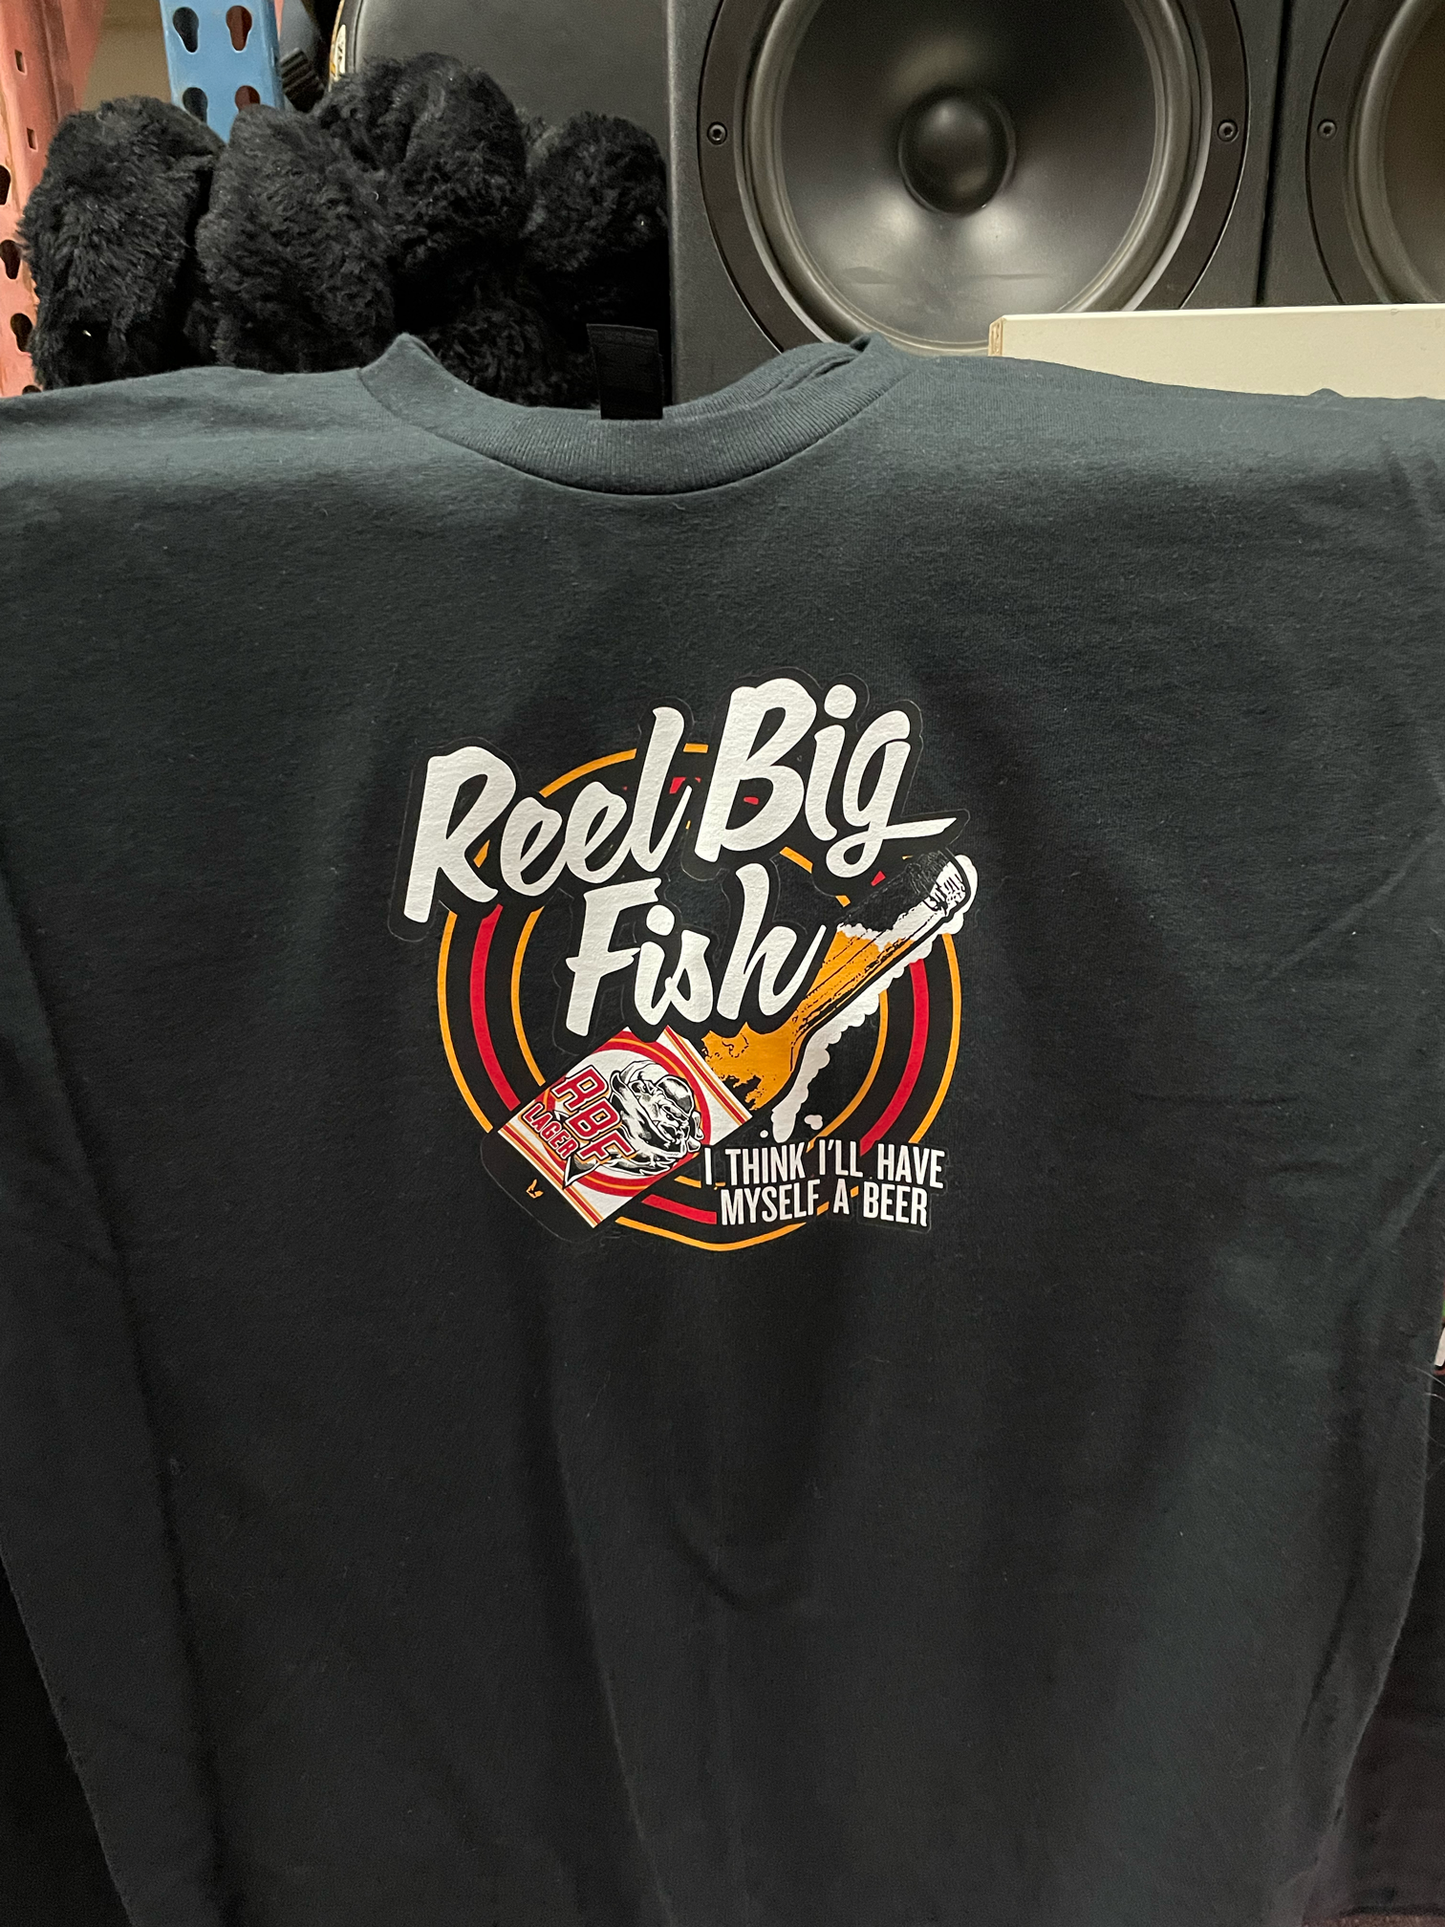 Reel Big
Fish
RBF
LAGER
I THINK I'LL HAVE
MYSELF A BEER